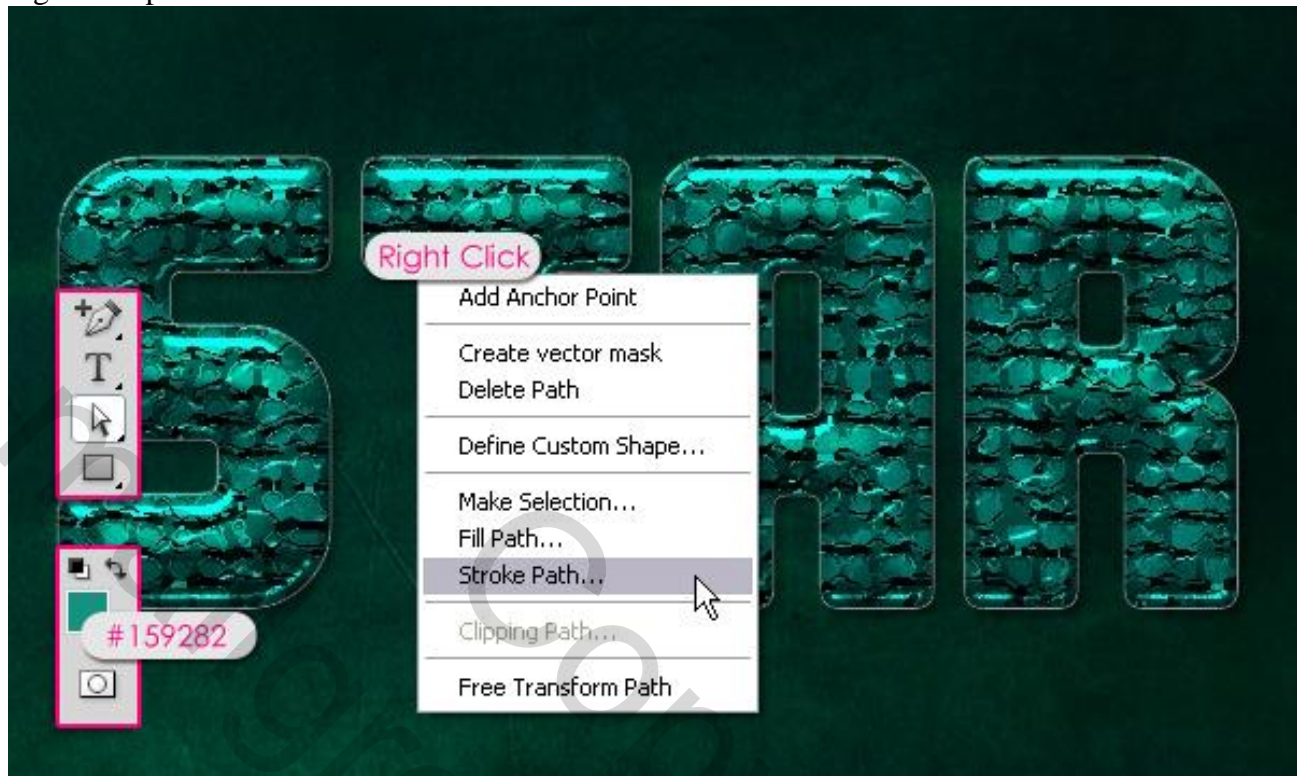 STAR
Right Click
Add Anchor Point
Create vector mask
Delete Path
Define Custom Shape...
Make Selection...
Fill Path...
Stroke Path...
Clipping Path...
Free Transform Path
T
#159282